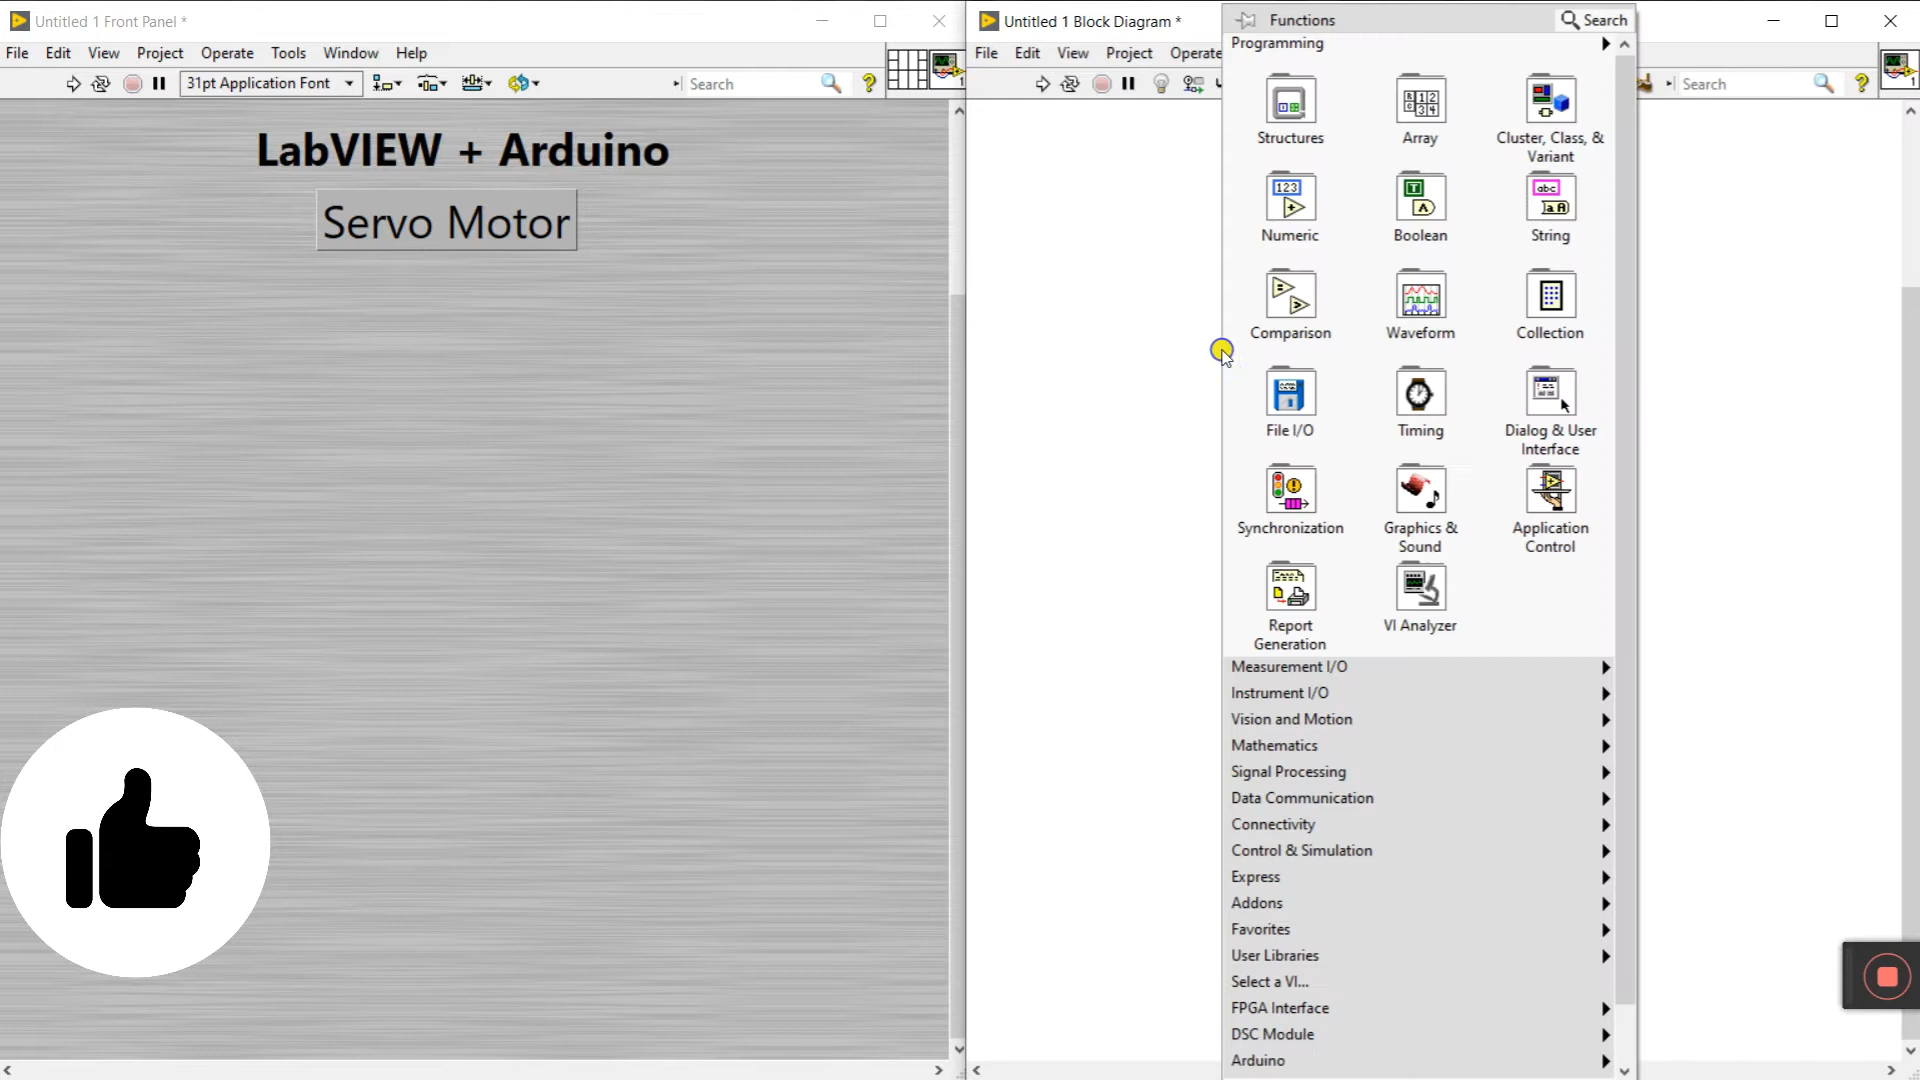 Untitled 1 Front Panel *
File Edit View Project Operate Tools Window Help
31pt Application Font
Search
LabVIEW + Arduino
Servo Motor
Untitled 1 Block Diagram *
File Edit View Project Operate
Search
Functions
Search
Programming
Structures Array Cluster, Class, &
Variant
Numeric Boolean String
Comparison Waveform Collection
File I/O Timing Dialog & User
Interface
Synchronization Graphics & Application
Sound Control
Report VI Analyzer
Generation
Measurement I/O
Instrument I/O
Vision and Motion
Mathematics
Signal Processing
Data Communication
Connectivity
Control & Simulation
Express
Addons
Favorites
User Libraries
Select a VI...
FPGA Interface
DSC Module
Arduino